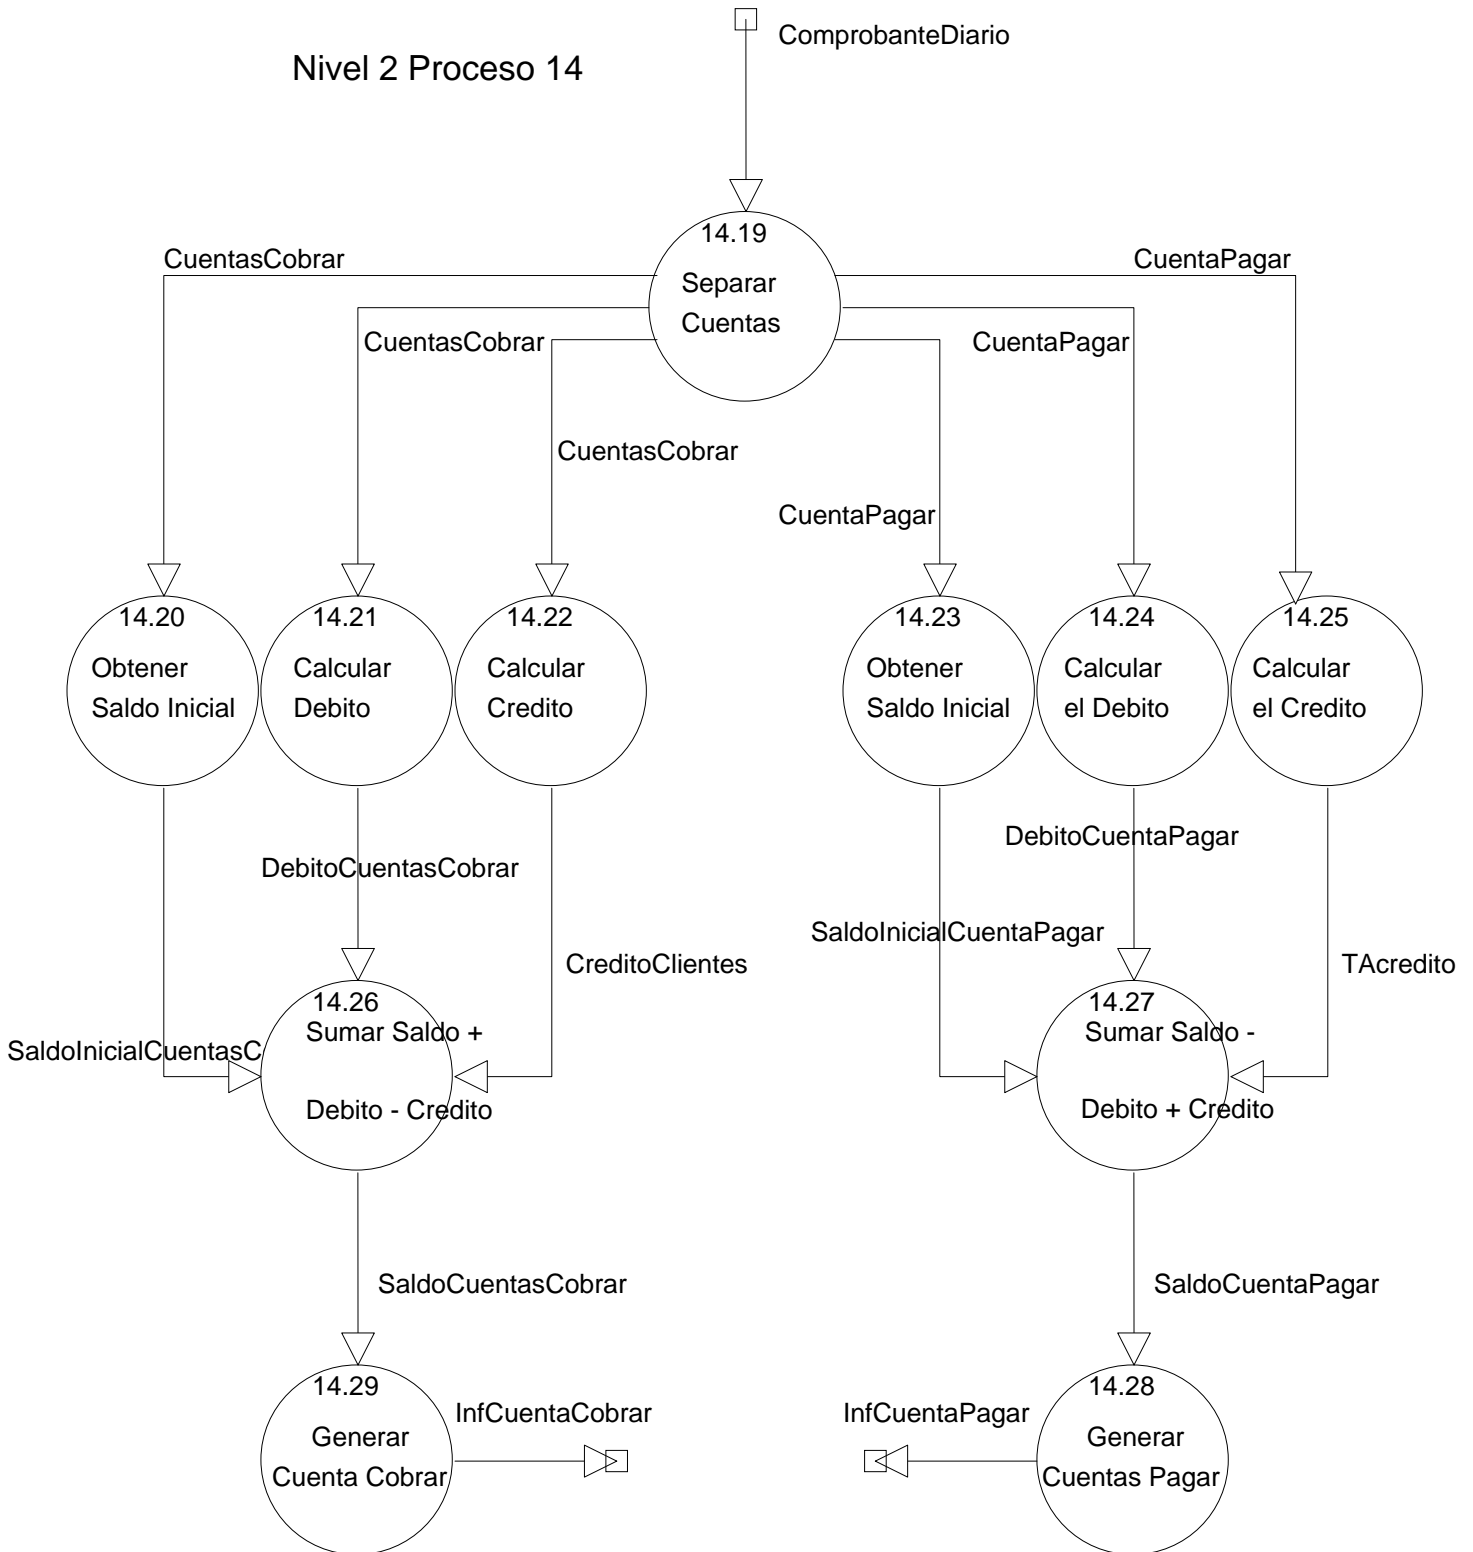 ComprobanteDiario
Nivel 2 Proceso 14
14.19
Separar
Cuentas
CuentasCobrar
CuentaPagar
CuentasCobrar
CuentaPagar
CuentasCobrar
CuentaPagar
14.20
Obtener
Saldo Inicial
14.21
Calcular
Debito
14.22
Calcular
Credito
14.23
Obtener
Saldo Inicial
14.24
Calcular
el Debito
14.25
Calcular
el Credito
DebitoCuentasCobrar
DebitoCuentaPagar
SaldoInicialCuentaPagar
CreditoClientes
TAcredito
SaldoInicialCuentasC
14.26
Sumar Saldo +
Debito - Credito
14.27
Sumar Saldo -
Debito + Credito
SaldoCuentasCobrar
SaldoCuentaPagar
14.29
Generar
Cuenta Cobrar
InfCuentaCobrar
InfCuentaPagar
14.28
Generar
Cuentas Pagar